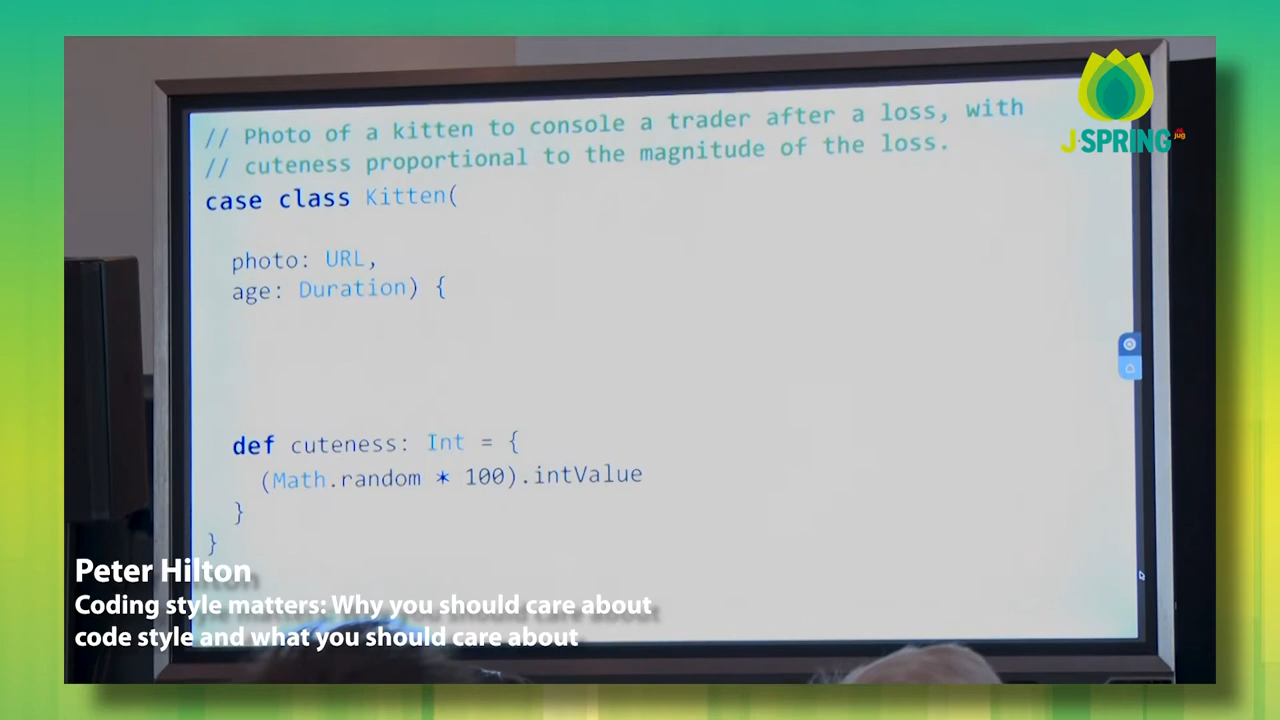 // Photo of a kitten to console a trader after a loss, with
// cuteness proportional to the magnitude of the loss.
case class Kitten(
photo: URL,
age: Duration) {
def cuteness: Int = {
(Math.random * 100).intValue
}
}
J-SPRING
nl
jug
Peter Hilton
Coding style matters: Why you should care about
code style and what you should care about